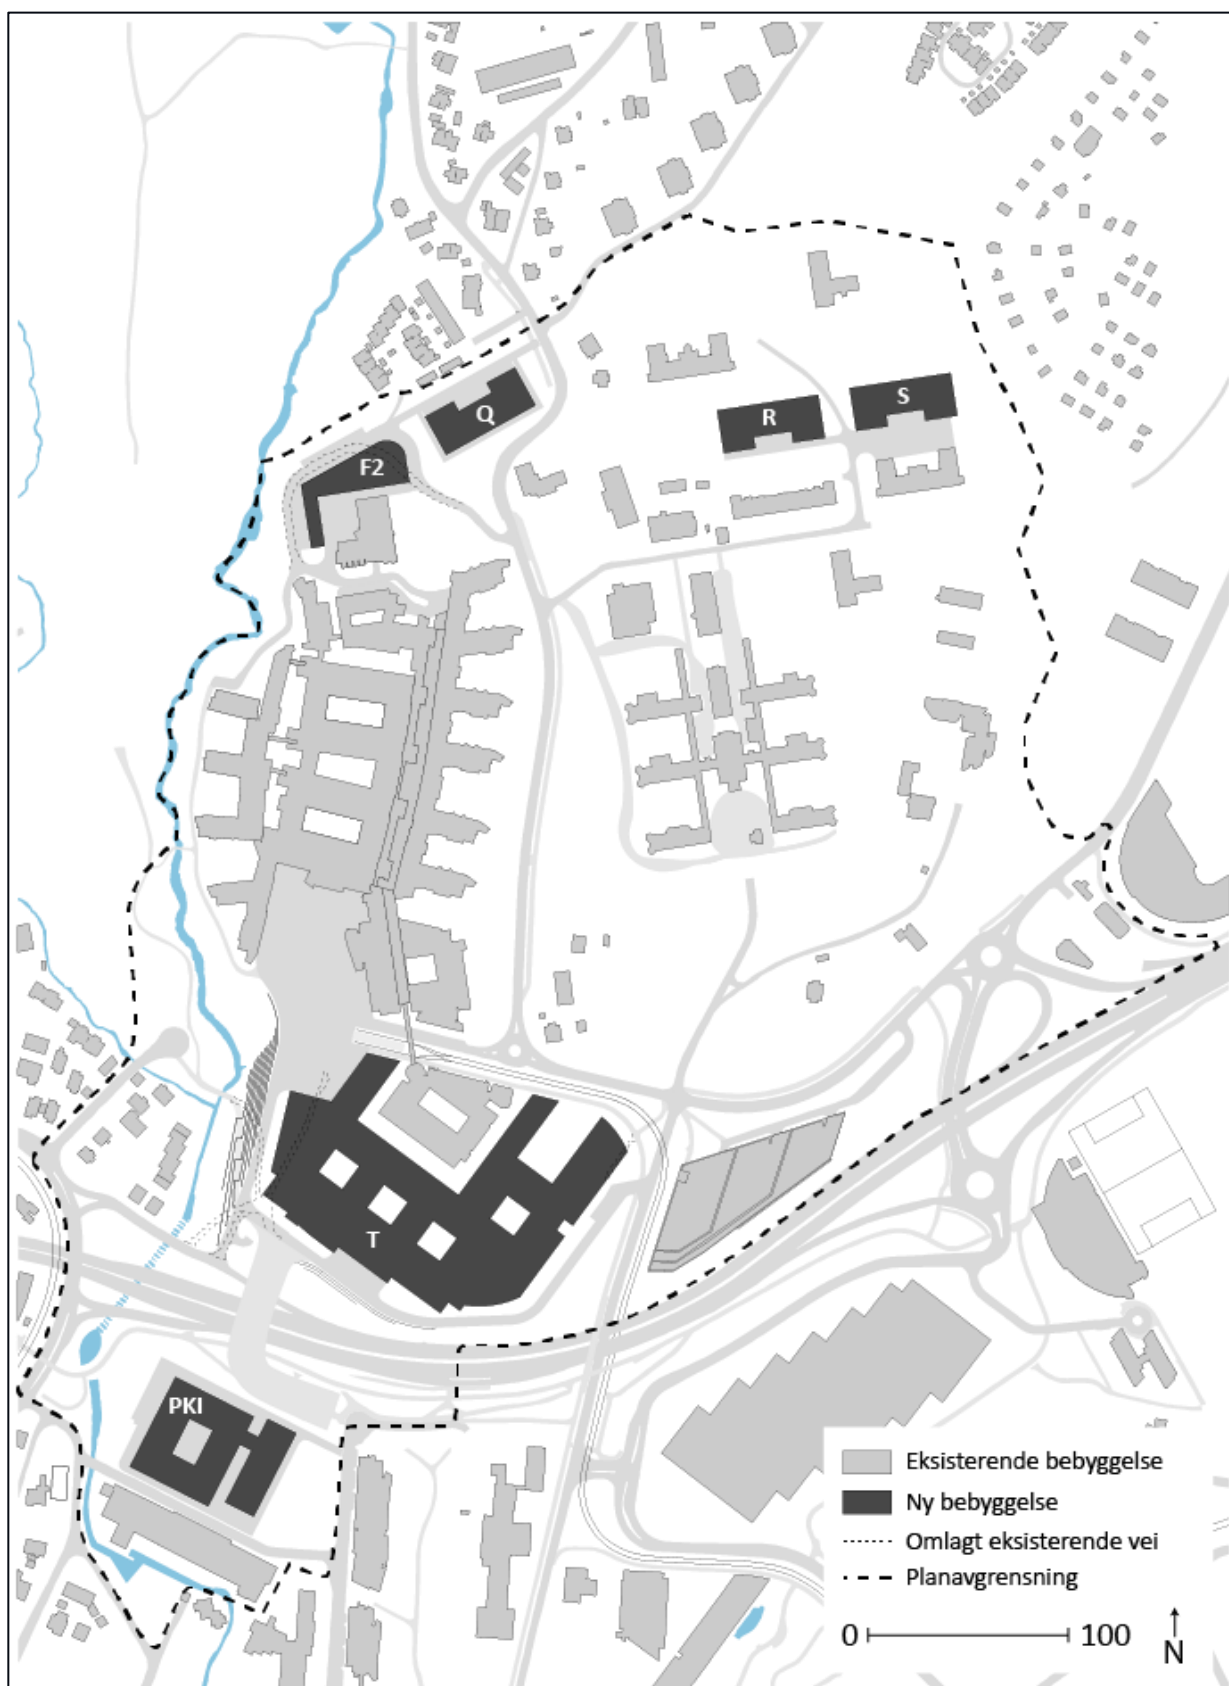 Q
R
S
F2
T
PKI
Eksisterende bebyggelse
Ny bebyggelse
Omlagt eksisterende vei
Planavgrensning
0 100
N